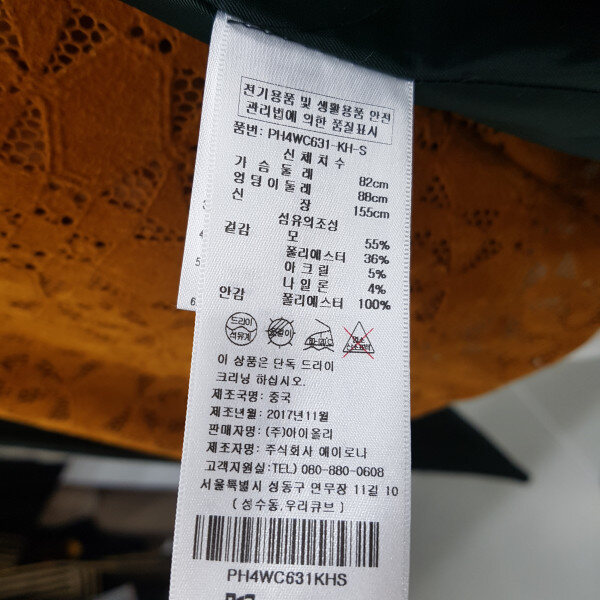 전기용품 및 생활용품 안전
관리법에 의한 품질표시
품번: PH4WC631-KH-S
신체치수
가슴둘레 82cm
엉덩이둘레 88cm
신장 155cm
섬유의조성
겉감 모 55%
폴리에스터 36%
아크릴 5%
나일론 4%
안감 폴리에스터 100%
드라이
석유계
이 상품은 단독 드라이
크리닝 하십시오.
제조국명: 중국
제조년월: 2017년11월
판매자명: (주)아이올리
제조자명: 주식회사 에이로나
고객지원실:TEL) 080-880-0608
서울특별시 성동구 연무장 11길 10
( 성수동,우리큐브 )
PH4WC631KHS